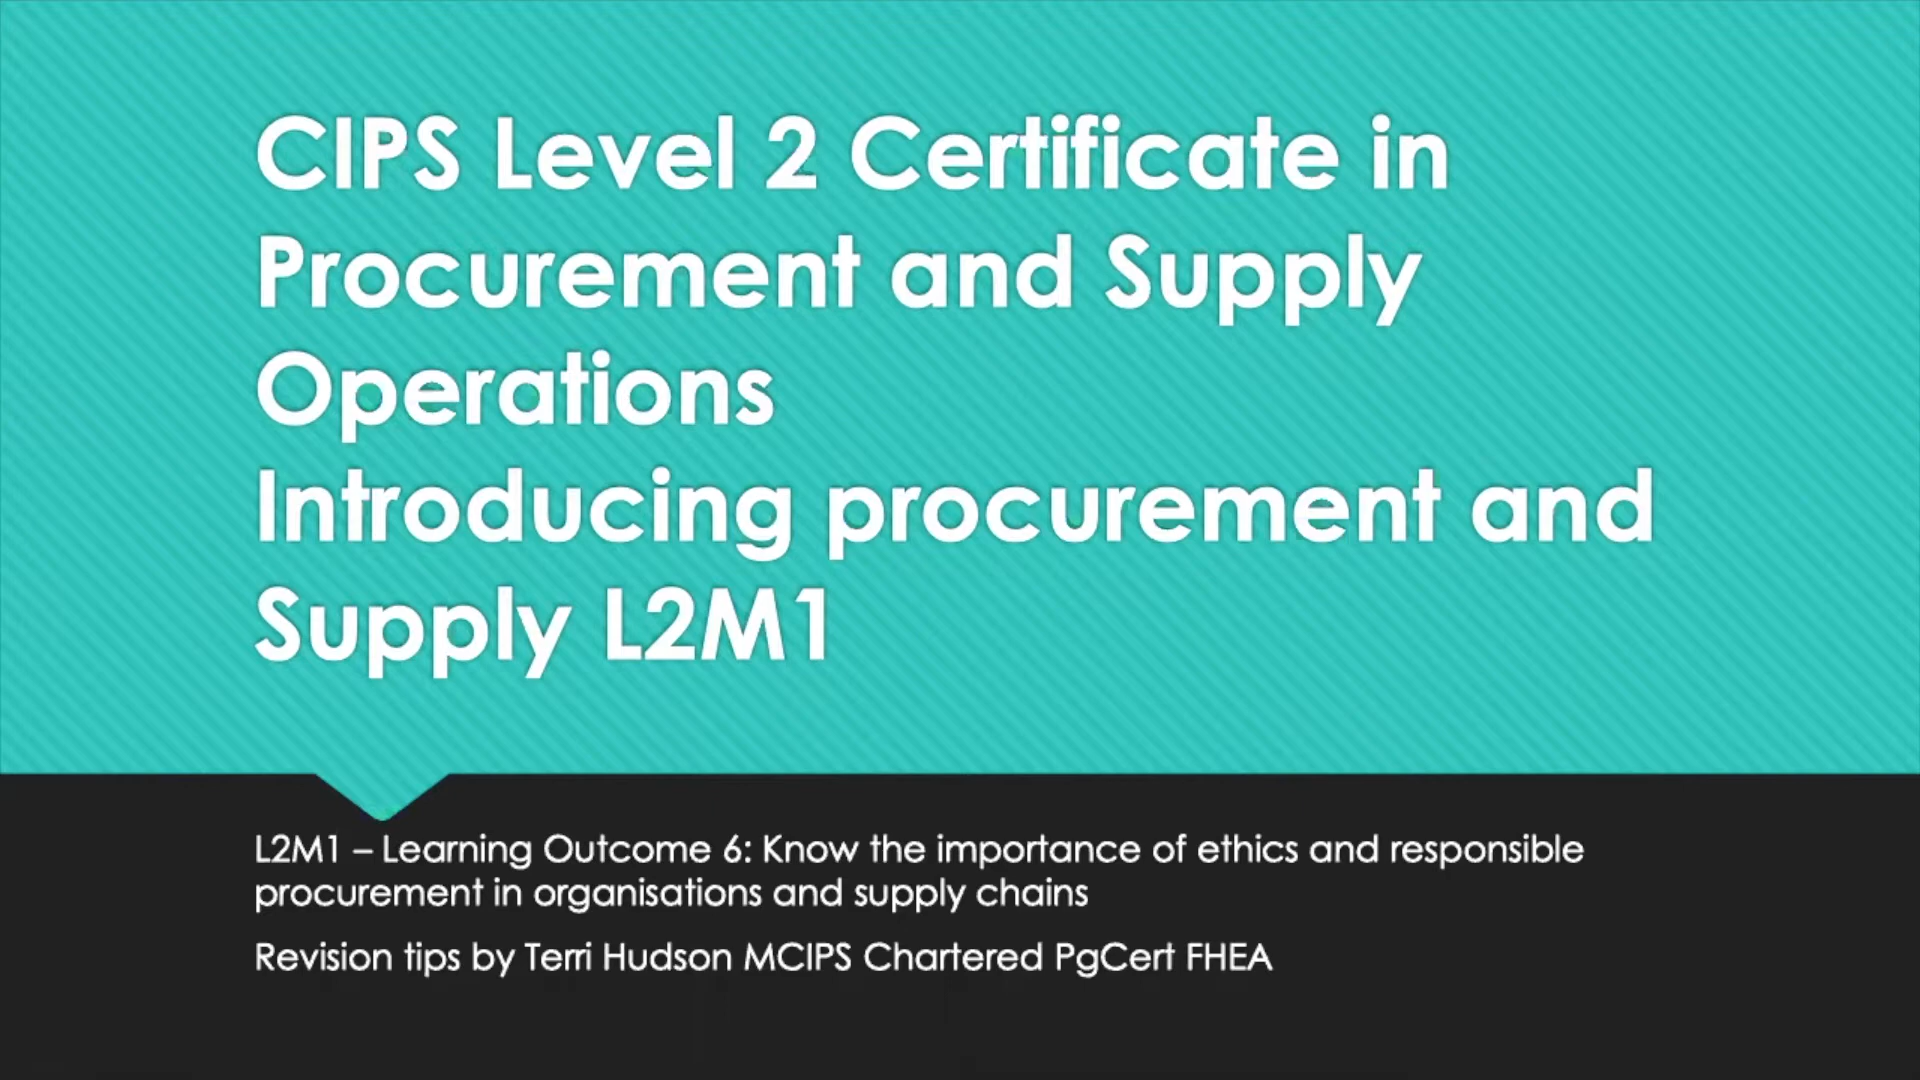 CIPS Level 2 Certificate in
Procurement and Supply
Operations
Introducing procurement and
Supply L2M1
L2M1 – Learning Outcome 6: Know the importance of ethics and responsible
procurement in organisations and supply chains
Revision tips by Terri Hudson MCIPS Chartered PgCert FHEA